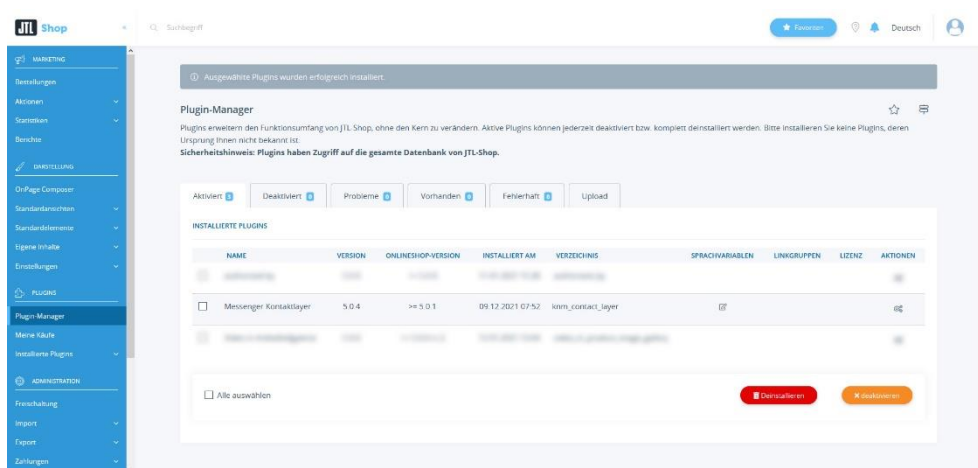 JTL Shop
Suchbegriff
Favoriten
Deutsch
MARKETING
Bestellungen
Aktionen
Statistiken
Berichte
DARSTELLUNG
OnPage Composer
Standardansichten
Standardelemente
Eigene Inhalte
Einstellungen
PLUGINS
Plugin-Manager
Meine Käufe
Installierte Plugins
ADMINISTRATION
Freischaltung
Import
Export
Zahlungen
Ausgewählte Plugins wurden erfolgreich installiert.
Plugin-Manager
Plugins erweitern den Funktionsumfang von JTL Shop, ohne den Kern zu verändern. Aktive Plugins können jederzeit deaktiviert bzw. komplett deinstalliert werden. Bitte installieren Sie keine Plugins, deren
Ursprung Ihnen nicht bekannt ist.
Sicherheitshinweis: Plugins haben Zugriff auf die gesamte Datenbank von JTL-Shop.
Aktiviert 3 Deaktiviert 0 Probleme 0 Vorhanden 0 Fehlerhaft 0 Upload
INSTALLIERTE PLUGINS
NAME VERSION ONLINESHOP-VERSION INSTALLIERT AM VERZEICHNIS SPRACHVARIABLEN LINKGRUPPEN LIZENZ AKTIONEN
Messenger Kontaktlayer 5.0.4 >= 5.0.1 09.12.2021 07:52 knm_contact_layer
Alle auswählen
Deinstallieren
deaktivieren